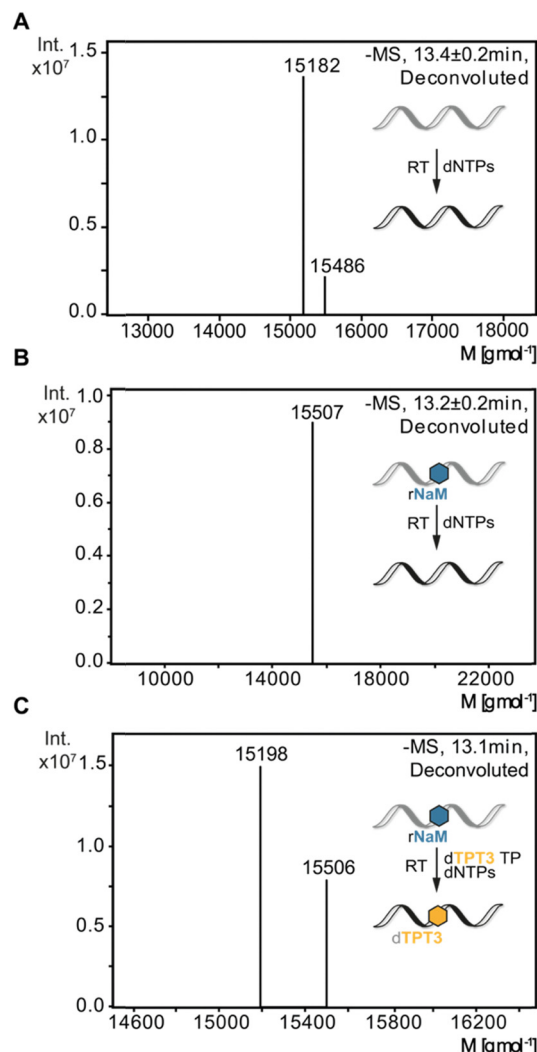 A
Int.
x10⁷
-MS, 13.4±0.2min,
Deconvoluted
1.5
1.0
0.5
0.0
15182
15486
RT dNTPs
13000 14000 15000 16000 17000 18000
M [gmol⁻¹]
B
Int.
x10⁷
-MS, 13.2±0.2min,
Deconvoluted
1.0
0.8
0.6
0.4
0.2
0.0
15507
rNaM
RT dNTPs
10000 14000 18000 22000
M [gmol⁻¹]
C
Int.
x10⁷
-MS, 13.1min,
Deconvoluted
1.5
1.0
0.5
0.0
15198
15506
rNaM
dTPT3 TP
RT dNTPs
dTPT3
14600 15000 15400 15800 16200
M [gmol⁻¹]